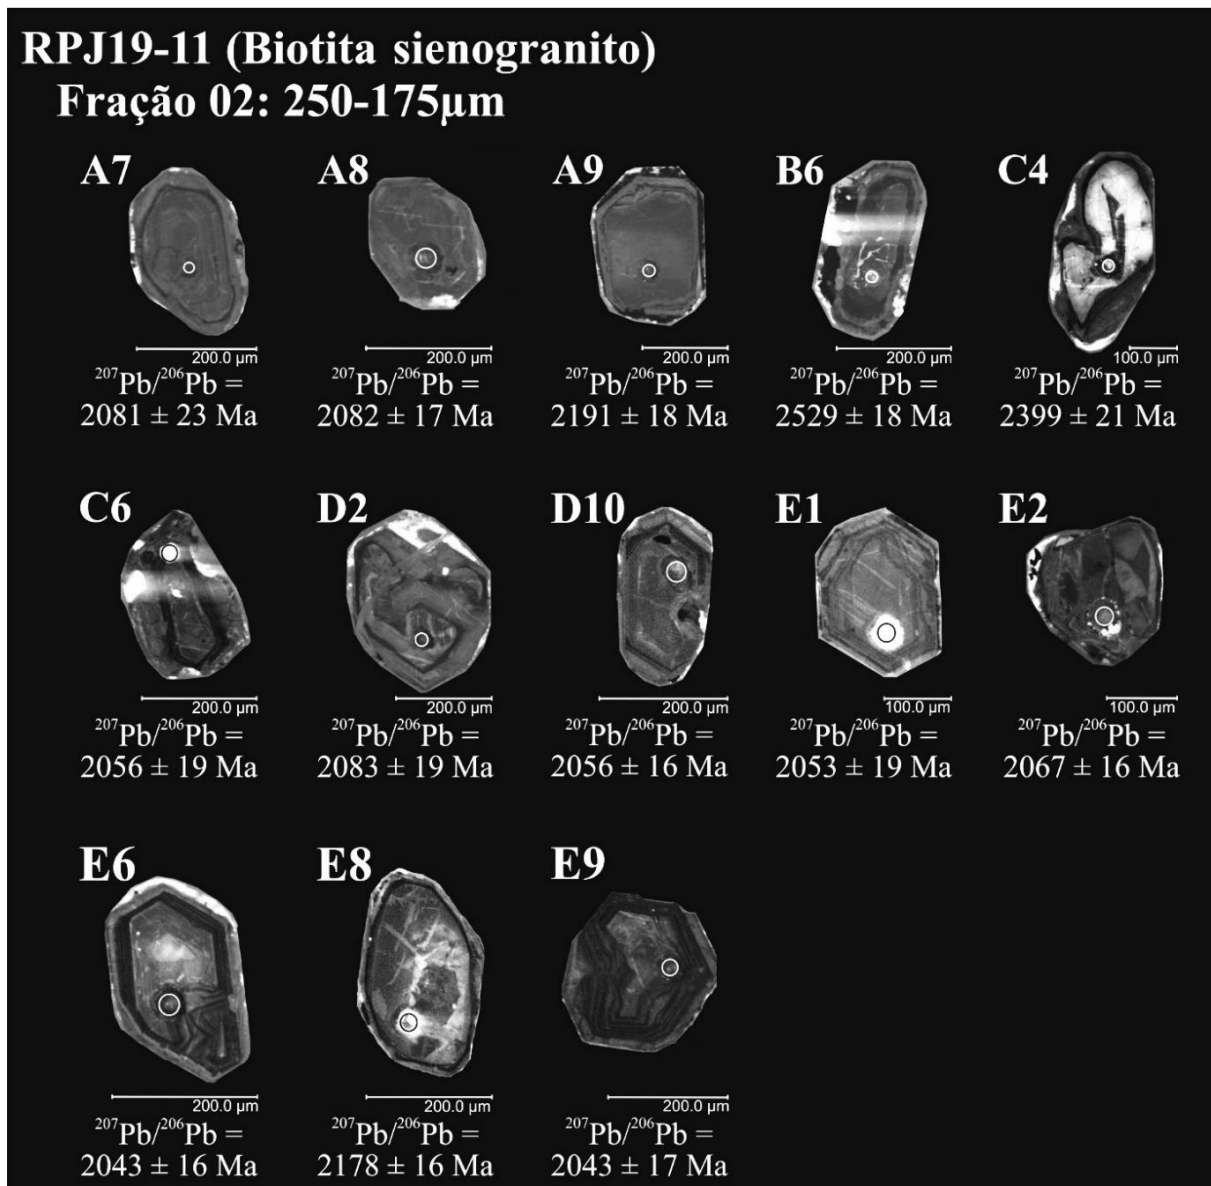 RPJ19-11 (Biotita sienogranito)
Fração 02: 250-175µm
A7 A8 A9 B6 C4
200.0 µm 200.0 µm 200.0 µm 200.0 µm 100.0 µm
²⁰⁷Pb/²⁰⁶Pb = ²⁰⁷Pb/²⁰⁶Pb = ²⁰⁷Pb/²⁰⁶Pb = ²⁰⁷Pb/²⁰⁶Pb = ²⁰⁷Pb/²⁰⁶Pb =
2081 ± 23 Ma 2082 ± 17 Ma 2191 ± 18 Ma 2529 ± 18 Ma 2399 ± 21 Ma
C6 D2 D10 E1 E2
200.0 µm 200.0 µm 200.0 µm 100.0 µm 100.0 µm
²⁰⁷Pb/²⁰⁶Pb = ²⁰⁷Pb/²⁰⁶Pb = ²⁰⁷Pb/²⁰⁶Pb = ²⁰⁷Pb/²⁰⁶Pb = ²⁰⁷Pb/²⁰⁶Pb =
2056 ± 19 Ma 2083 ± 19 Ma 2056 ± 16 Ma 2053 ± 19 Ma 2067 ± 16 Ma
E6 E8 E9
200.0 µm 200.0 µm 200.0 µm
²⁰⁷Pb/²⁰⁶Pb = ²⁰⁷Pb/²⁰⁶Pb = ²⁰⁷Pb/²⁰⁶Pb =
2043 ± 16 Ma 2178 ± 16 Ma 2043 ± 17 Ma